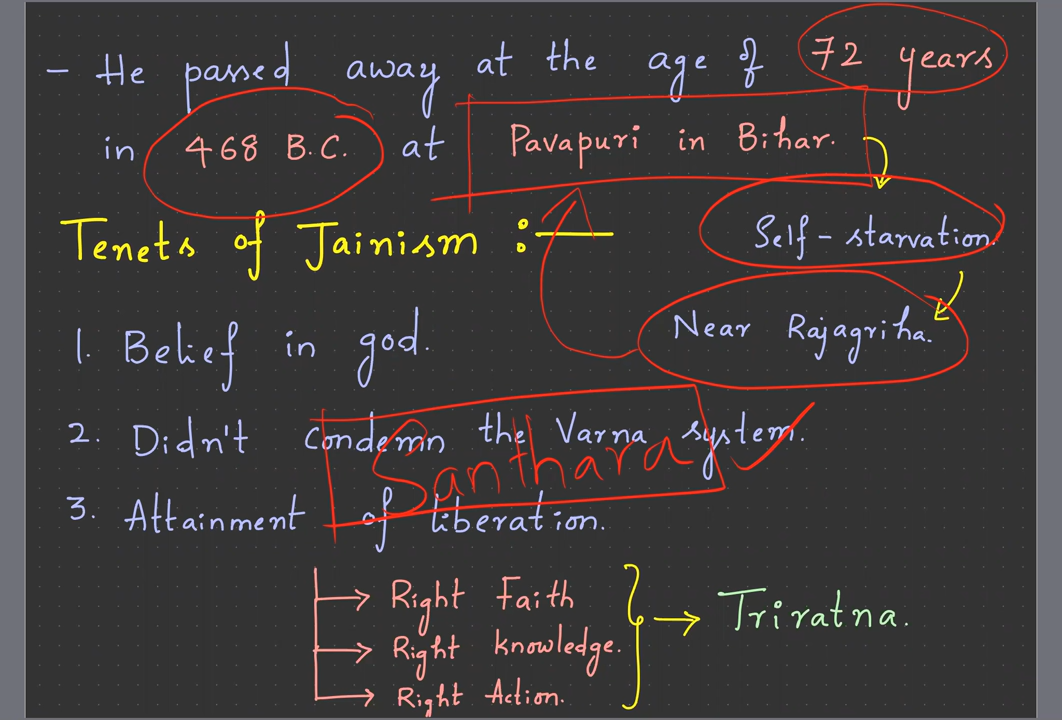 - He passed away at the age of 72 years
in 468 B.C. at Pavapuri in Bihar.
Self-starvation.
Tenets of Jainism :-
Near Rajagriha.
1. Belief in god.
2. Didn't condemn the Varna system.
Santhara
3. Attainment of liberation.
Right Faith
Right knowledge.
Right Action.
Triratna.